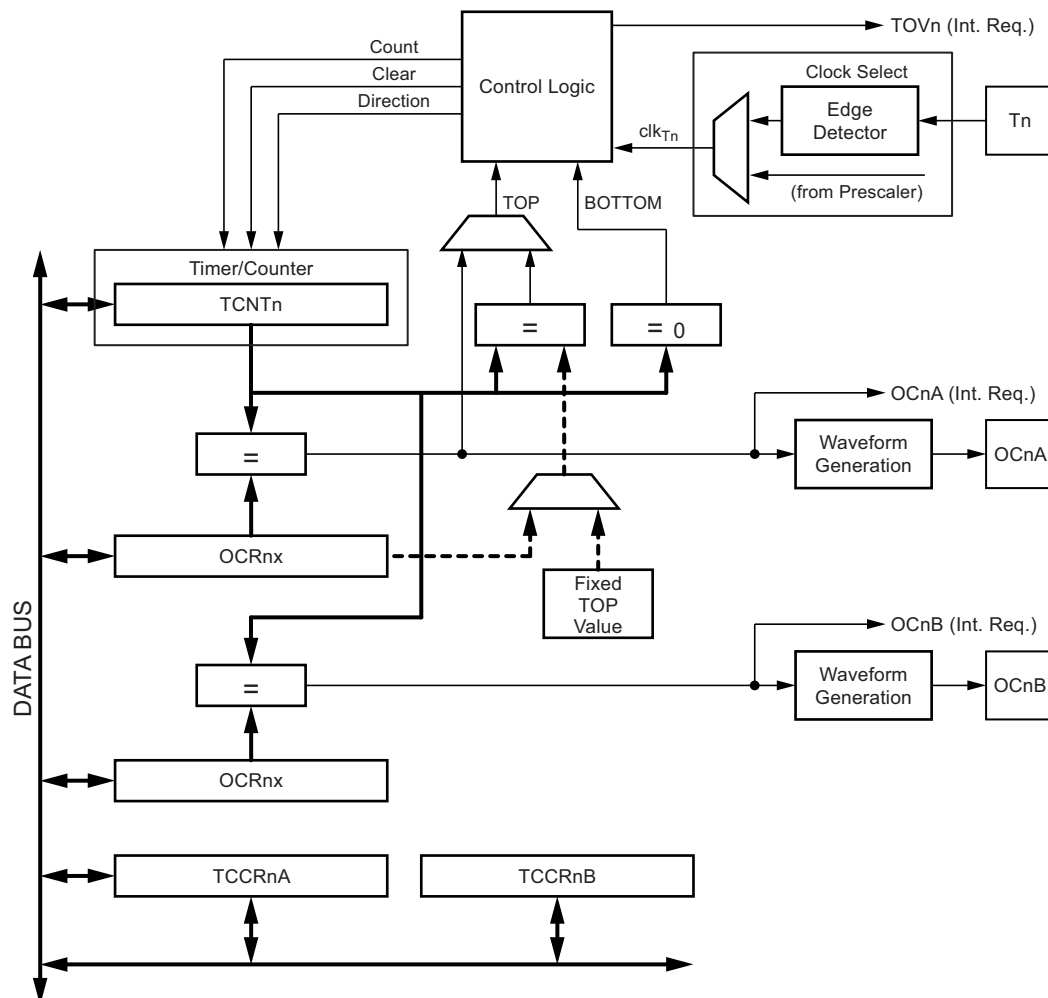 Count
Clear
Direction
Control Logic
TOVn (Int. Req.)
Clock Select
Edge
Detector
Tn
clkTn
(from Prescaler)
TOP
BOTTOM
Timer/Counter
TCNTn
=
= 0
OCnA (Int. Req.)
=
Waveform
Generation
OCnA
OCRnx
Fixed
TOP
Value
DATA BUS
OCnB (Int. Req.)
=
Waveform
Generation
OCnB
OCRnx
TCCRnA
TCCRnB